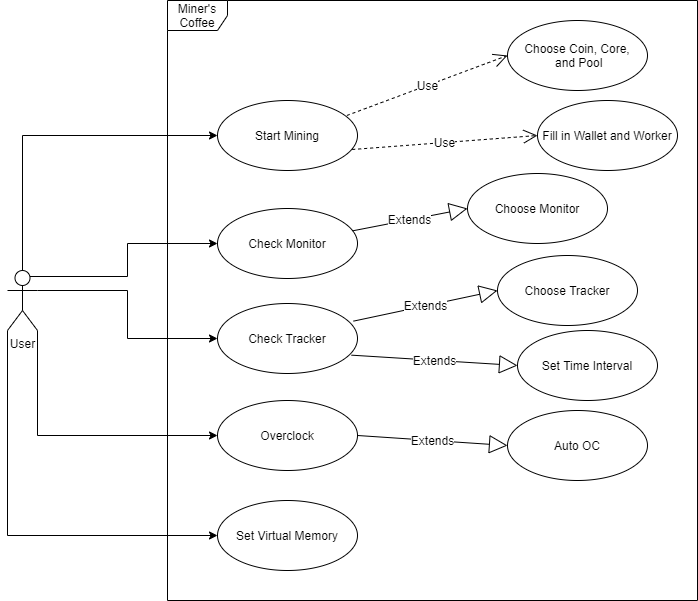 Miner's
Coffee
Choose Coin, Core,
and Pool
Use
Start Mining
Use
Fill in Wallet and Worker
Choose Monitor
Extends
Check Monitor
Choose Tracker
Extends
Check Tracker
User
Extends
Set Time Interval
Overclock
Extends
Auto OC
Set Virtual Memory